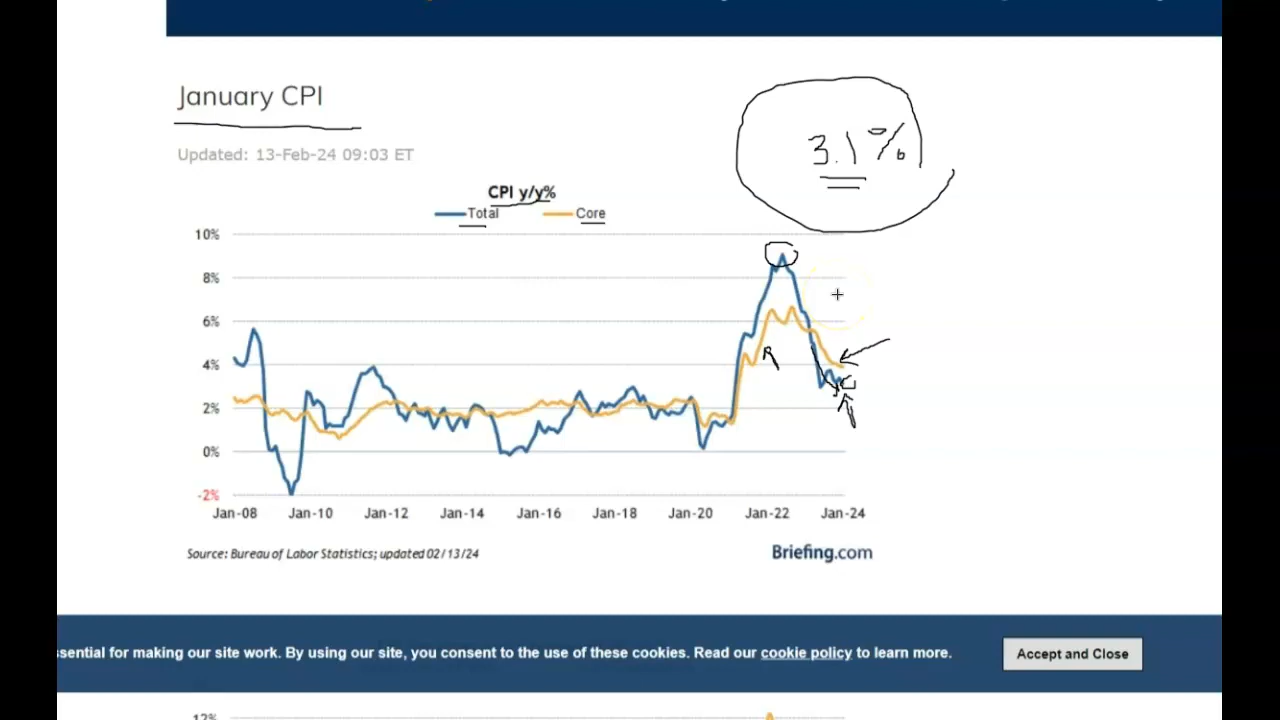 January CPI
3.1%
Updated: 13-Feb-24 09:03 ET
CPI y/y%
Total Core
10%
8%
6%
4%
2%
0%
-2%
R
Jan-08 Jan-10 Jan-12 Jan-14 Jan-16 Jan-18 Jan-20 Jan-22 Jan-24
Source: Bureau of Labor Statistics; updated 02/13/24
Briefing.com
ssential for making our site work. By using our site, you consent to the use of these cookies. Read our cookie policy to learn more.
Accept and Close
12%